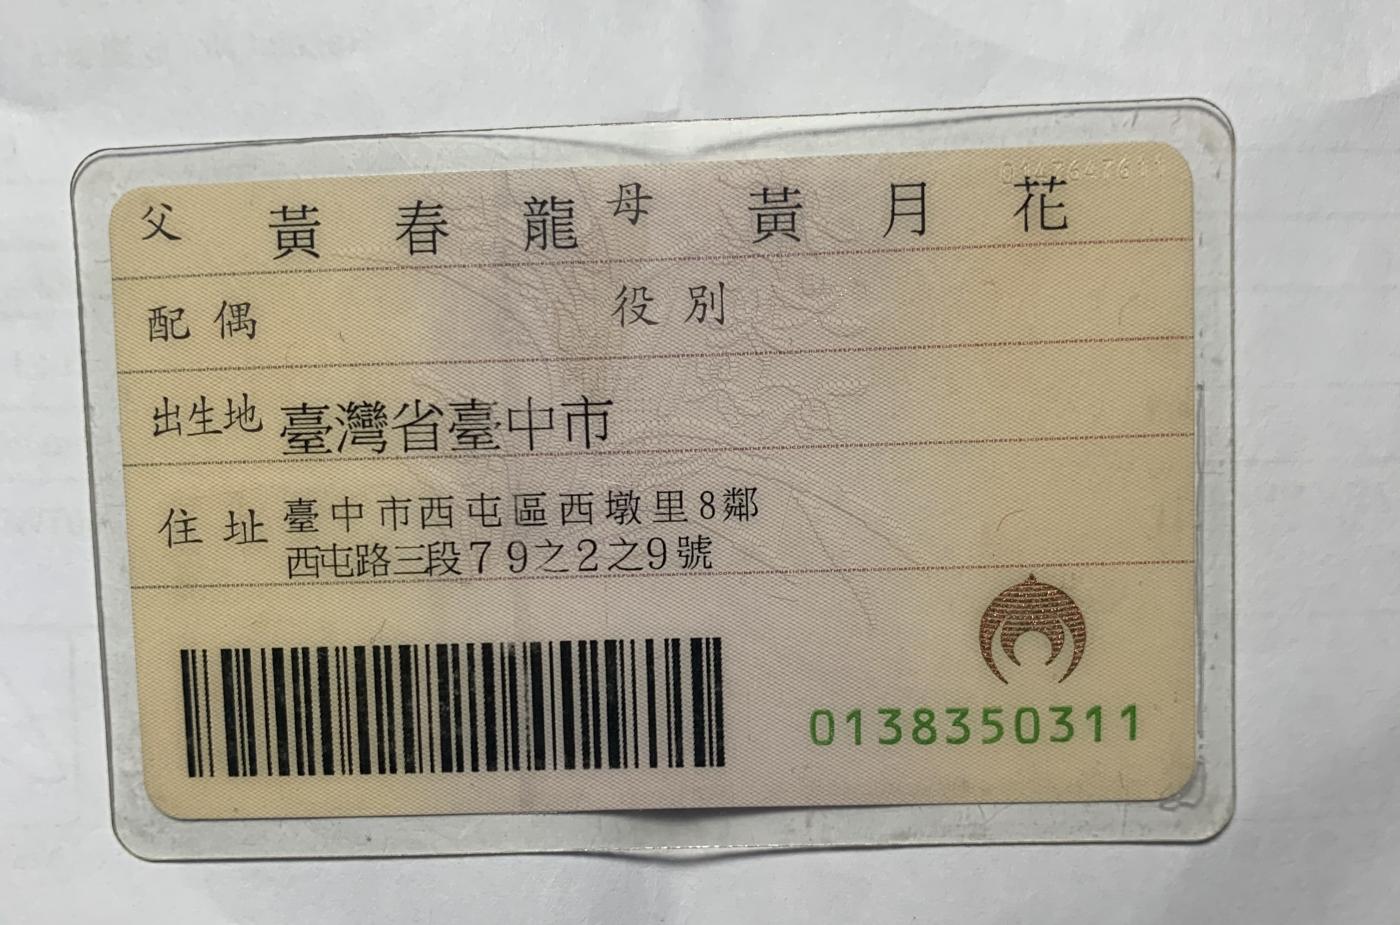 父 黃春龍 母 黃月花
配偶 役別
出生地 臺灣省臺中市
住址 臺中市西屯區西墩里8鄰
西屯路三段79之2之9號
0138350311